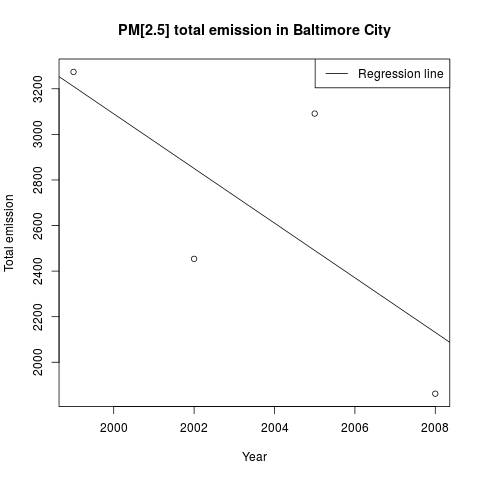 PM[2.5] total emission in Baltimore City
Regression line
Total emission
3200
3000
2800
2600
2400
2200
2000
2000 2002 2004 2006 2008
Year